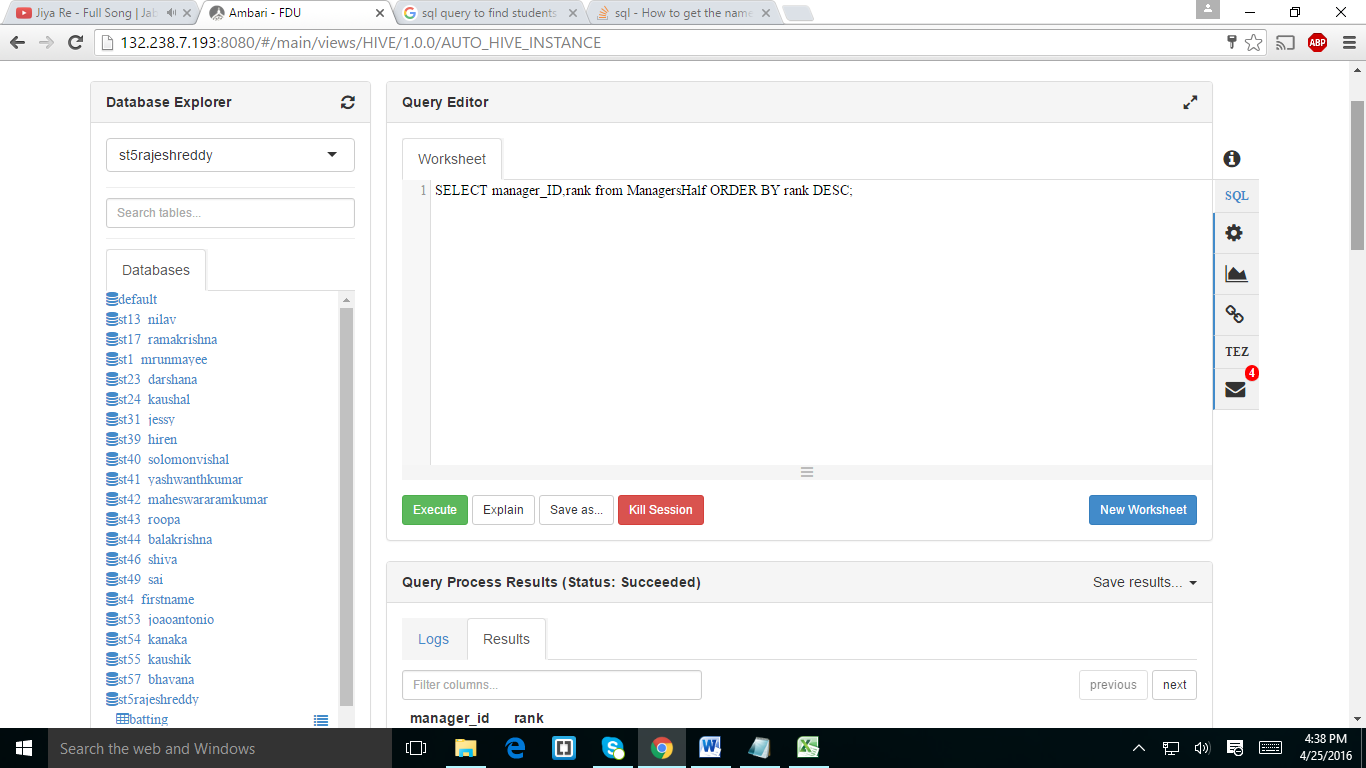 Jiya Re - Full Song | Jab
Ambari - FDU
sql query to find students
sql - How to get the name
132.238.7.193:8080/#/main/views/HIVE/1.0.0/AUTO_HIVE_INSTANCE
ABP
Database Explorer
st5rajeshreddy
Search tables...
Databases
default
st13 nilav
st17 ramakrishna
st1 mrunmayee
st23 darshana
st24 kaushal
st31 jessy
st39 hiren
st40 solomonvishal
st41 yashwanthkumar
st42 maheswararamkumar
st43 roopa
st44 balakrishna
st46 shiva
st49 sai
st4 firstname
st53 joaoantonio
st54 kanaka
st55 kaushik
st57 bhavana
st5rajeshreddy
batting
Query Editor
Worksheet
1 SELECT manager_ID,rank from ManagersHalf ORDER BY rank DESC;
Execute Explain Save as... Kill Session New Worksheet
SQL
TEZ
4
Query Process Results (Status: Succeeded) Save results...
Logs Results
Filter columns... previous next
manager_id rank
Search the web and Windows
4:38 PM
4/25/2016